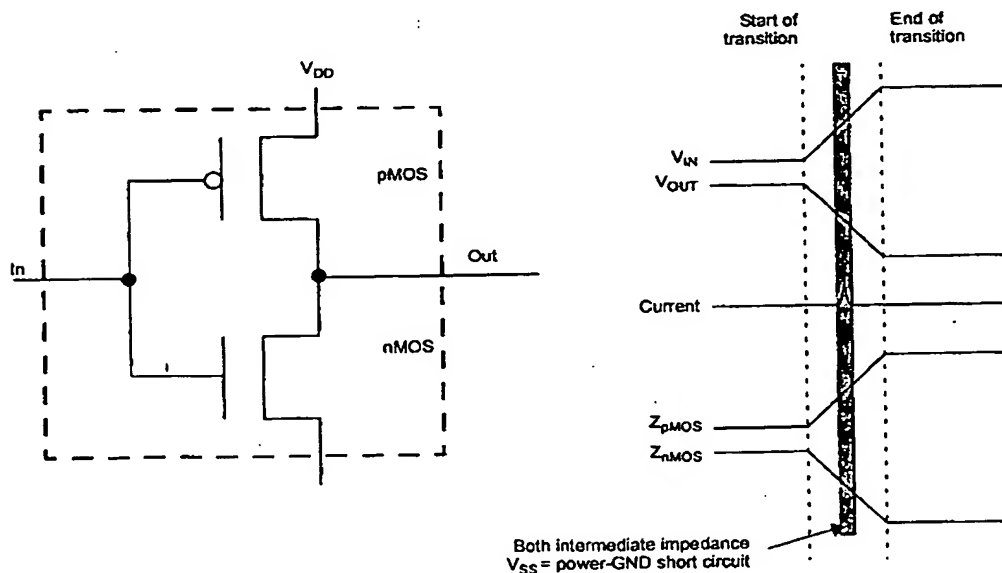 V_DD
pMOS
In
Out
nMOS
Start of
transition
End of
transition
V_IN
V_OUT
Current
Z_pMOS
Z_nMOS
Both intermediate impedance
V_SS = power-GND short circuit